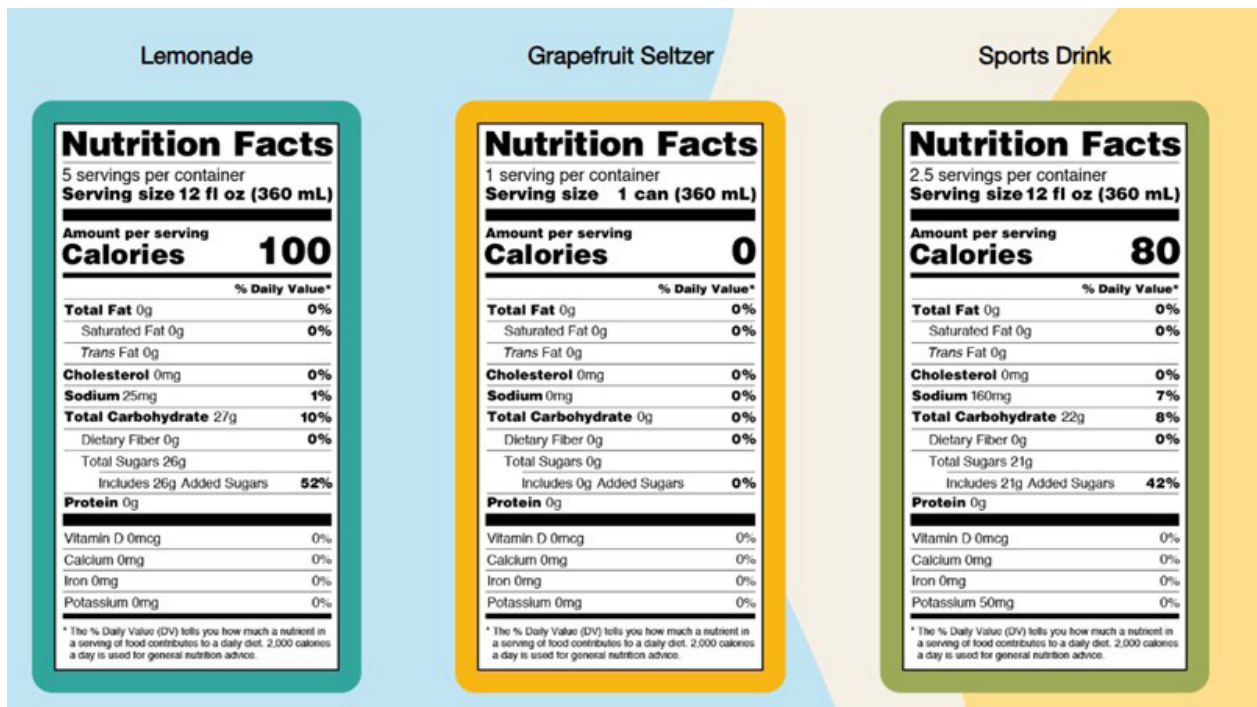 Lemonade
Nutrition Facts
5 servings per container
Serving size 12 fl oz (360 mL)
Amount per serving
Calories 100
% Daily Value*
Total Fat 0g 0%
Saturated Fat 0g 0%
Trans Fat 0g
Cholesterol 0mg 0%
Sodium 25mg 1%
Total Carbohydrate 27g 10%
Dietary Fiber 0g 0%
Total Sugars 26g
Includes 26g Added Sugars 52%
Protein 0g
Vitamin D 0mcg 0%
Calcium 0mg 0%
Iron 0mg 0%
Potassium 0mg 0%
* The % Daily Value (DV) tells you how much a nutrient in
a serving of food contributes to a daily diet. 2,000 calories
a day is used for general nutrition advice.
Grapefruit Seltzer
Nutrition Facts
1 serving per container
Serving size 1 can (360 mL)
Amount per serving
Calories 0
% Daily Value*
Total Fat 0g 0%
Saturated Fat 0g 0%
Trans Fat 0g
Cholesterol 0mg 0%
Sodium 0mg 0%
Total Carbohydrate 0g 0%
Dietary Fiber 0g 0%
Total Sugars 0g
Includes 0g Added Sugars 0%
Protein 0g
Vitamin D 0mcg 0%
Calcium 0mg 0%
Iron 0mg 0%
Potassium 0mg 0%
* The % Daily Value (DV) tells you how much a nutrient in
a serving of food contributes to a daily diet. 2,000 calories
a day is used for general nutrition advice.
Sports Drink
Nutrition Facts
2.5 servings per container
Serving size 12 fl oz (360 mL)
Amount per serving
Calories 80
% Daily Value*
Total Fat 0g 0%
Saturated Fat 0g 0%
Trans Fat 0g
Cholesterol 0mg 0%
Sodium 160mg 7%
Total Carbohydrate 22g 8%
Dietary Fiber 0g 0%
Total Sugars 21g
Includes 21g Added Sugars 42%
Protein 0g
Vitamin D 0mcg 0%
Calcium 0mg 0%
Iron 0mg 0%
Potassium 50mg 0%
* The % Daily Value (DV) tells you how much a nutrient in
a serving of food contributes to a daily diet. 2,000 calories
a day is used for general nutrition advice.